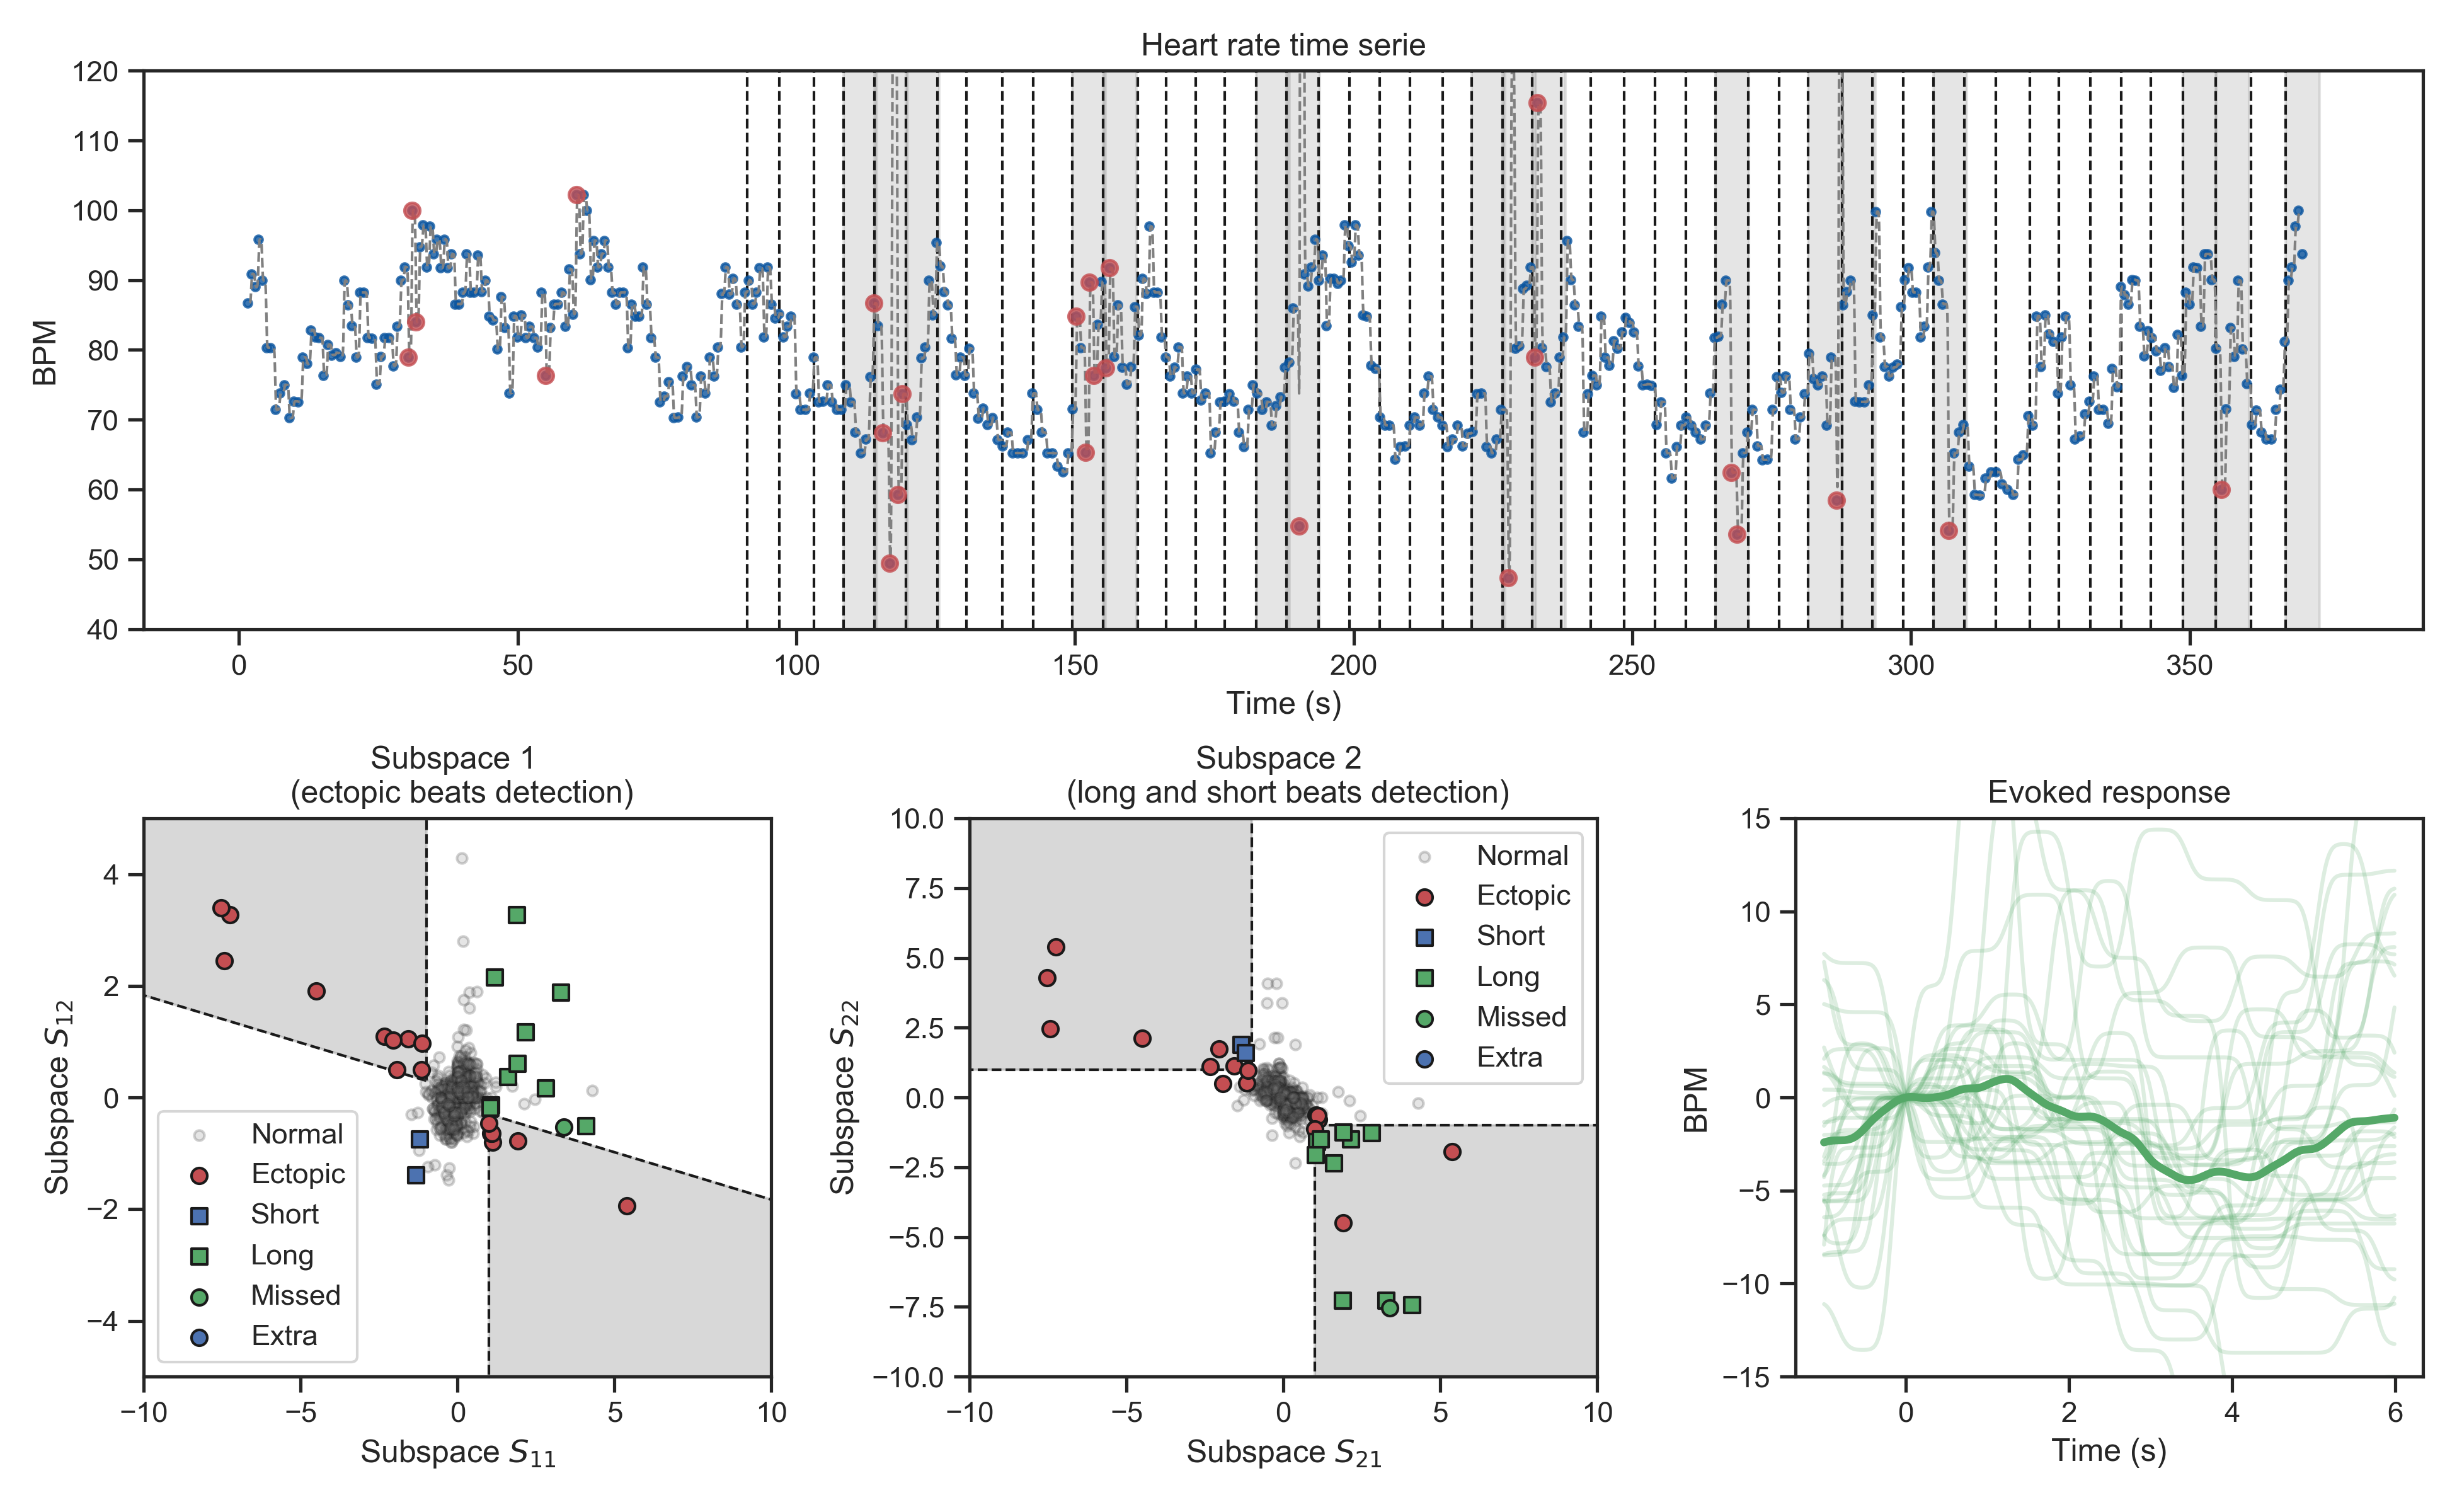 Heart rate time serie
120
110
100
90
80
70
60
50
40
BPM
0 50 100 150 200 250 300 350
Time (s)
Subspace 1
(ectopic beats detection)
4
2
0
−2
−4
Subspace S12
Normal
Ectopic
Short
Long
Missed
Extra
−10 −5 0 5 10
Subspace S11
Subspace 2
(long and short beats detection)
10.0
7.5
5.0
2.5
0.0
−2.5
−5.0
−7.5
−10.0
Subspace S22
Normal
Ectopic
Short
Long
Missed
Extra
−10 −5 0 5 10
Subspace S21
Evoked response
15
10
5
0
−5
−10
−15
BPM
0 2 4 6
Time (s)